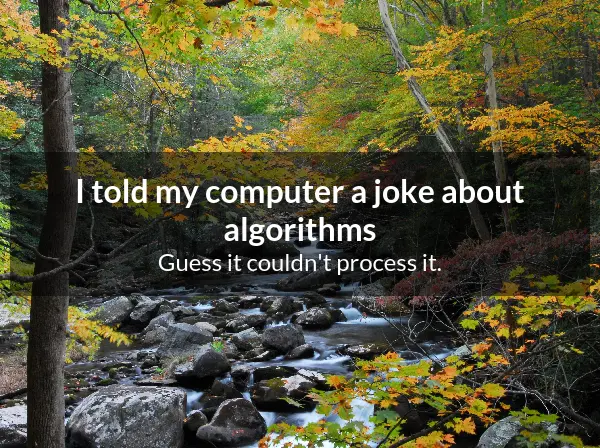 I told my computer a joke about
algorithms
Guess it couldn't process it.